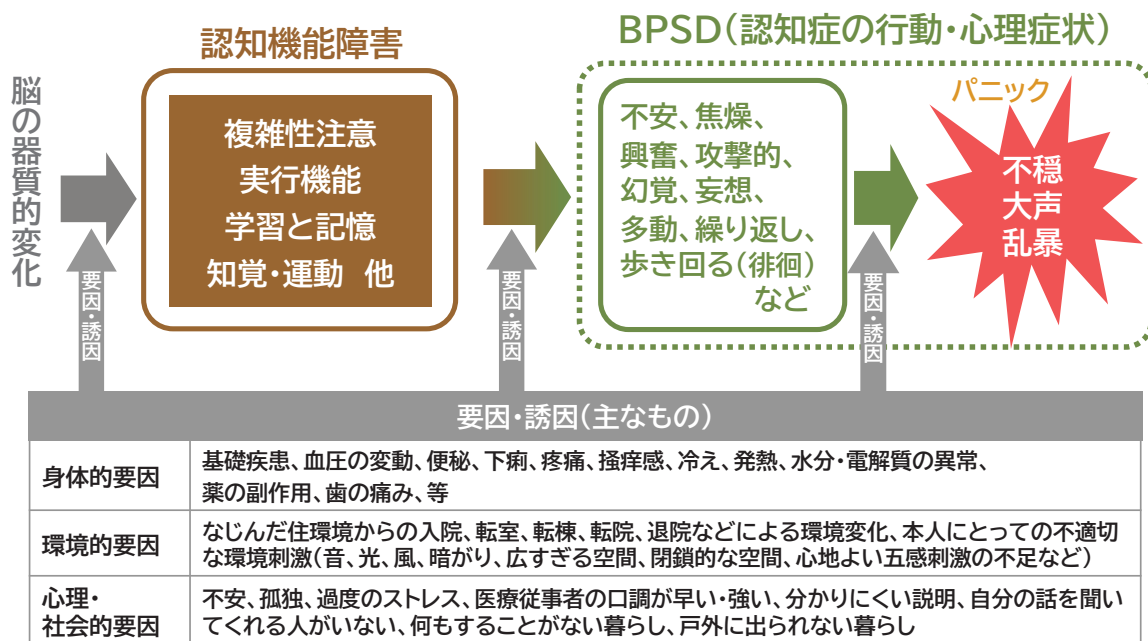 脳の器質的変化
認知機能障害
複雑性注意
実行機能
学習と記憶
知覚・運動 他
BPSD(認知症の行動・心理症状)
不安、焦燥、
興奮、攻撃的、
幻覚、妄想、
多動、繰り返し、
歩き回る(徘徊)
など
パニック
不穏
大声
乱暴
要因・誘因
要因・誘因
要因・誘因
要因・誘因(主なもの)
身体的要因
基礎疾患、血圧の変動、便秘、下痢、疼痛、掻痒感、冷え、発熱、水分・電解質の異常、
薬の副作用、歯の痛み、等
環境的要因
なじんだ住環境からの入院、転室、転棟、転院、退院などによる環境変化、本人にとっての不適切
な環境刺激(音、光、風、暗がり、広すぎる空間、閉鎖的な空間、心地よい五感刺激の不足など)
心理・
社会的要因
不安、孤独、過度のストレス、医療従事者の口調が早い・強い、分かりにくい説明、自分の話を聞い
てくれる人がいない、何もすることがない暮らし、戸外に出られない暮らし